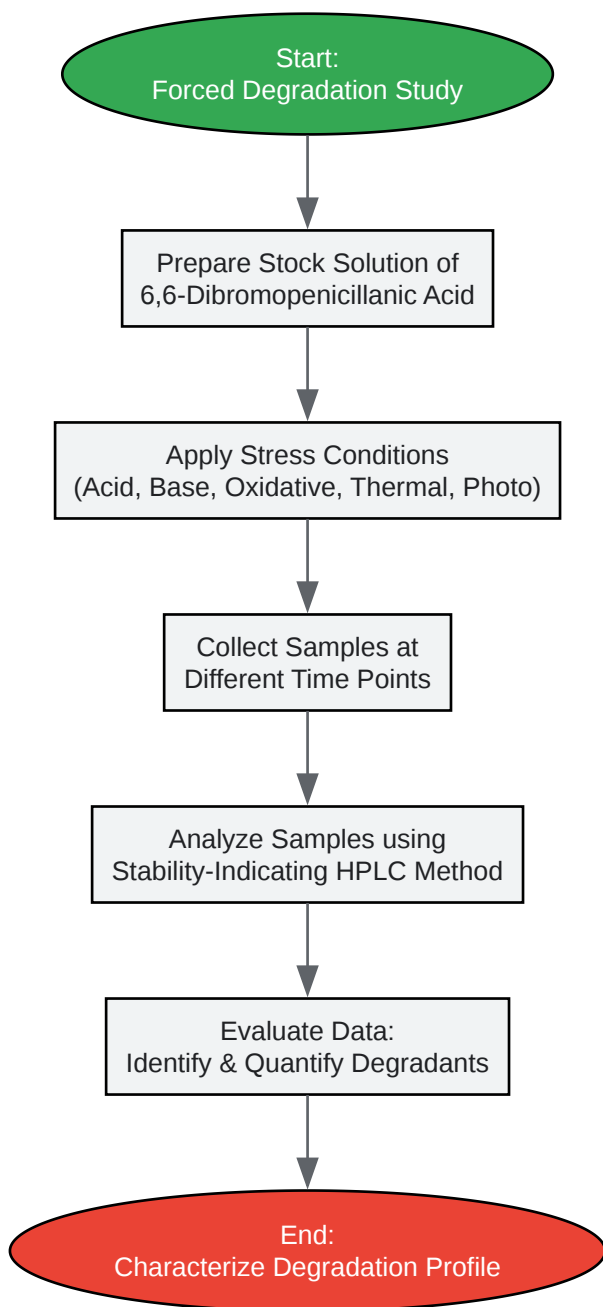 Start:
Forced Degradation Study
Prepare Stock Solution of
6,6-Dibromopenicillanic Acid
Apply Stress Conditions
(Acid, Base, Oxidative, Thermal, Photo)
Collect Samples at
Different Time Points
Analyze Samples using
Stability-Indicating HPLC Method
Evaluate Data:
Identify & Quantify Degradants
End:
Characterize Degradation Profile